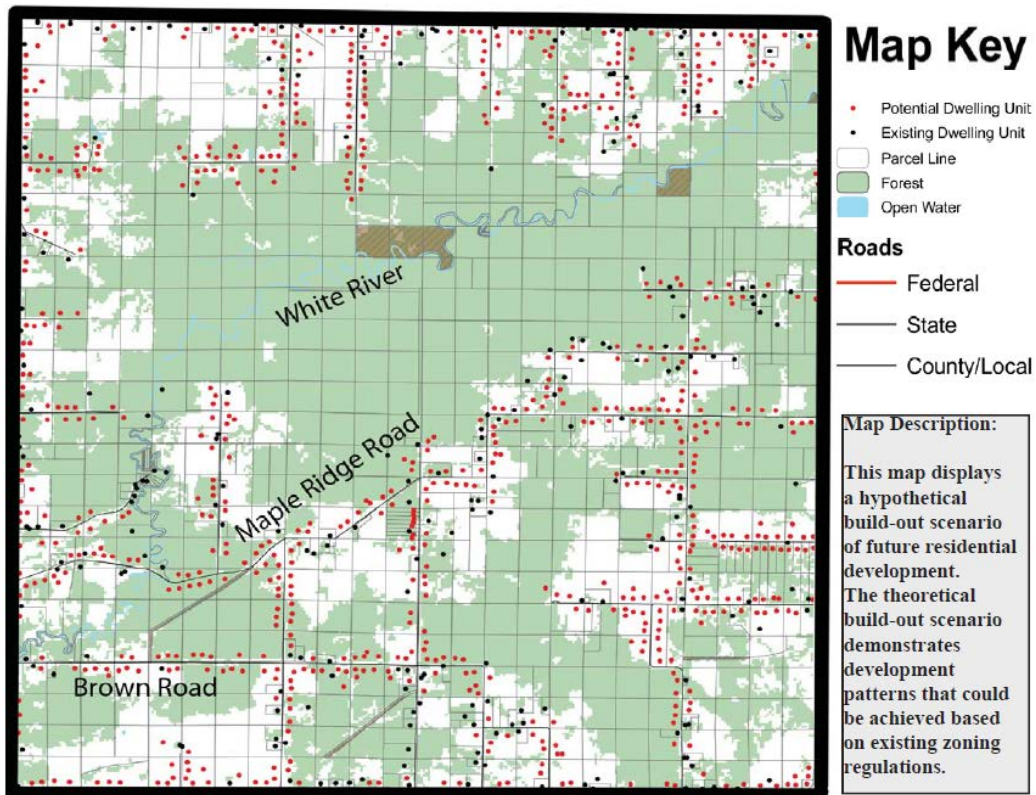 Map Key
Potential Dwelling Unit
Existing Dwelling Unit
Parcel Line
Forest
Open Water
Roads
Federal
State
County/Local
Map Description:
This map displays
a hypothetical
build-out scenario
of future residential
development.
The theoretical
build-out scenario
demonstrates
development
patterns that could
be achieved based
on existing zoning
regulations.
White River
Maple Ridge Road
Brown Road